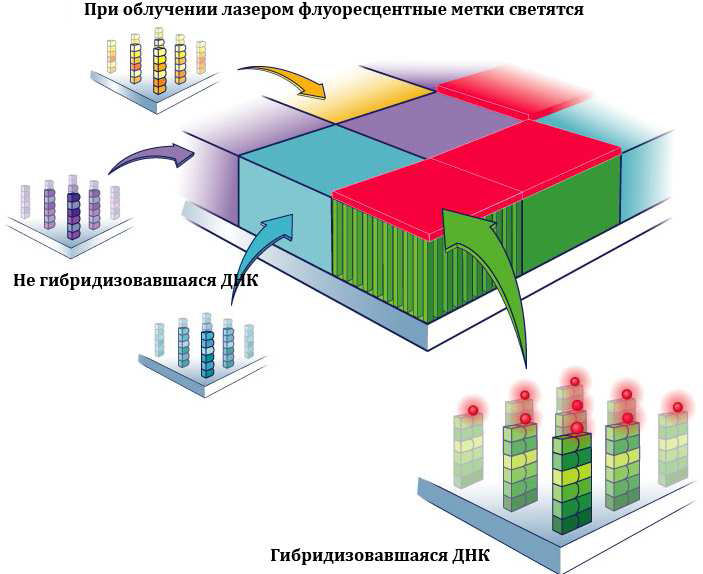 При облучении лазером флуоресцентные метки светятся
Не гибридизовавшаяся ДНК
Гибридизовавшаяся ДНК